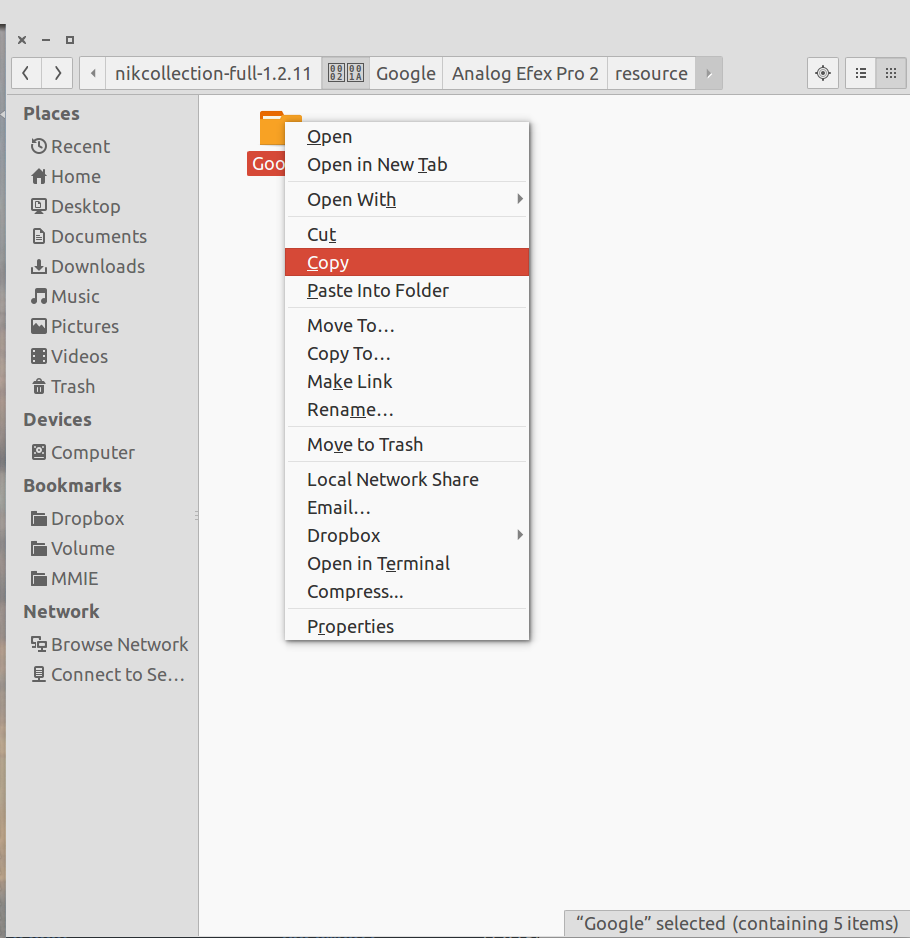 nikcollection-full-1.2.11 0002 001A Google Analog Efex Pro 2 resource
Places
Recent
Home
Desktop
Documents
Downloads
Music
Pictures
Videos
Trash
Devices
Computer
Bookmarks
Dropbox
Volume
MMIE
Network
Browse Network
Connect to Se...
Goo
Open
Open in New Tab
Open With
Cut
Copy
Paste Into Folder
Move To...
Copy To...
Make Link
Rename...
Move to Trash
Local Network Share
Email...
Dropbox
Open in Terminal
Compress...
Properties
“Google” selected (containing 5 items)